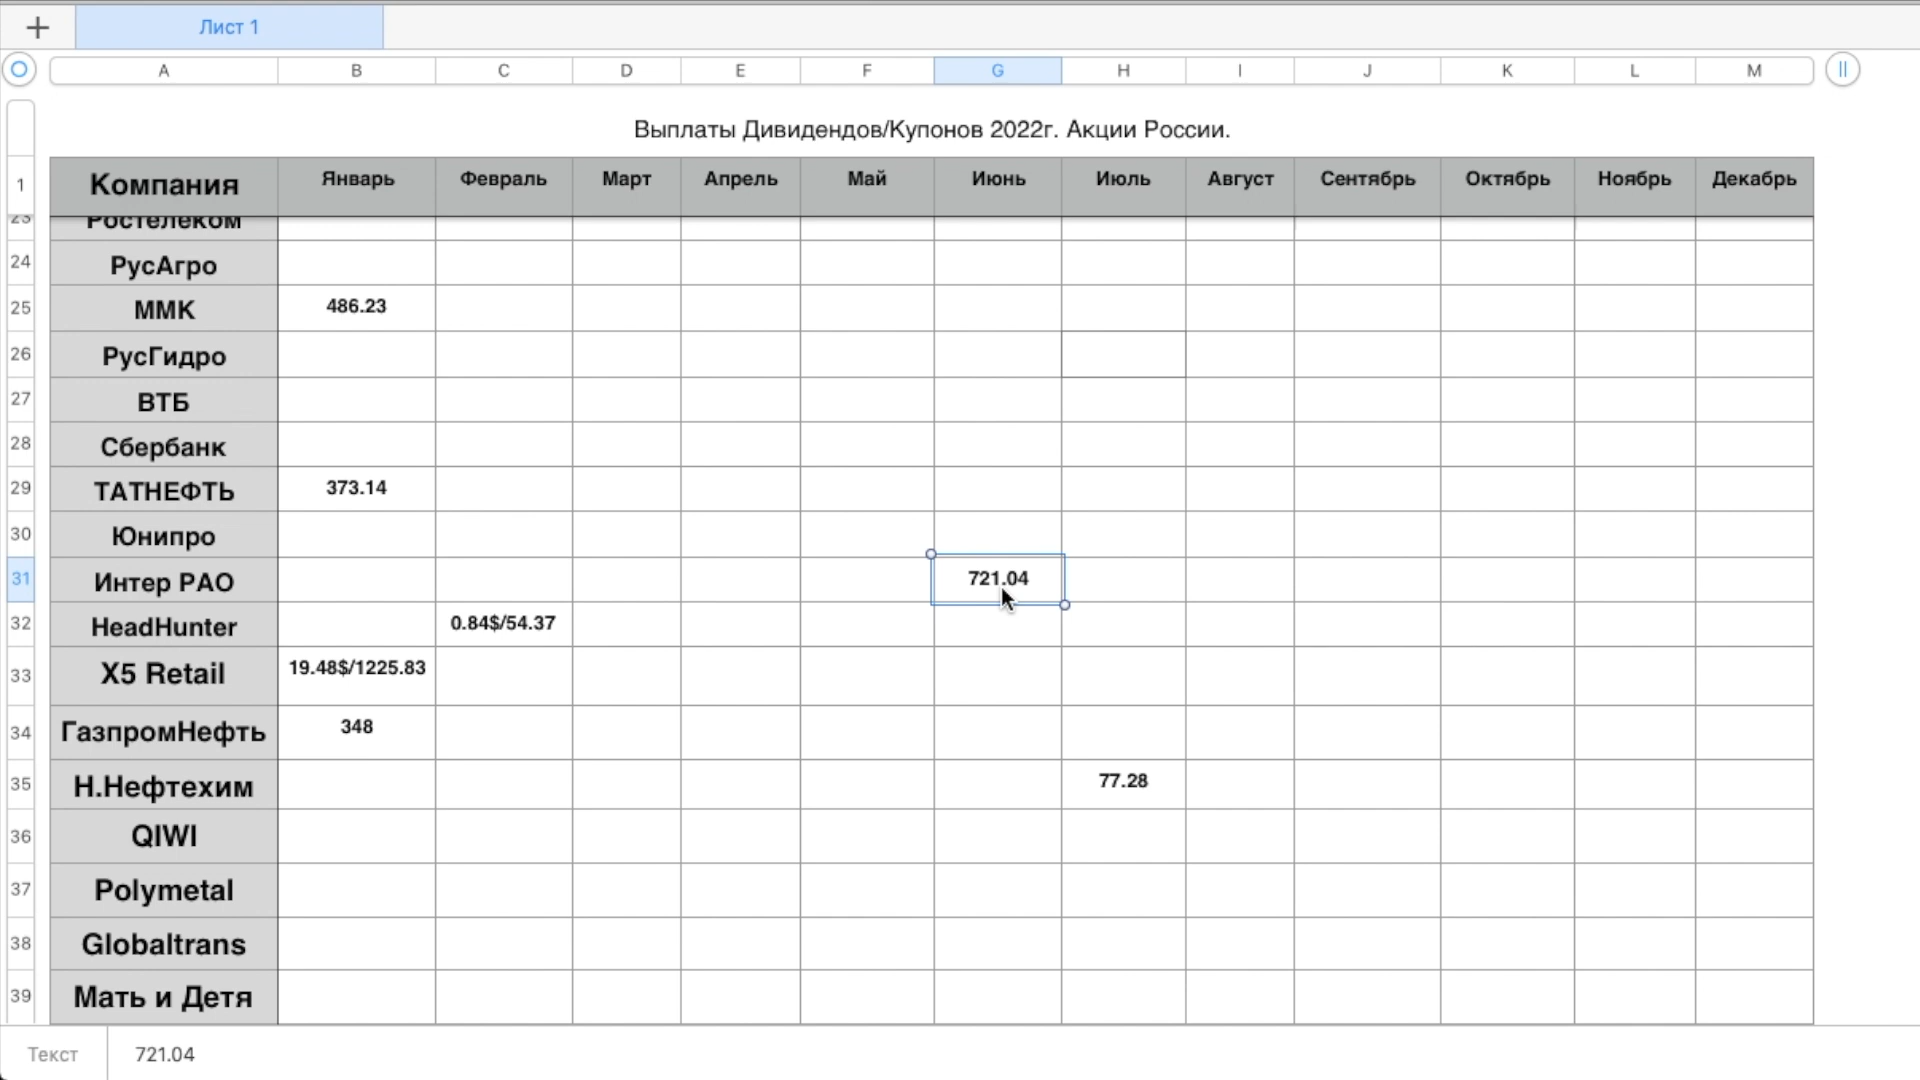 Лист 1
A B C D E F G H I J K L M
Выплаты Дивидендов/Купонов 2022г. Акции России.
1 Компания Январь Февраль Март Апрель Май Июнь Июль Август Сентябрь Октябрь Ноябрь Декабрь
23 Ростелеком
24 РусАгро
25 ММК 486.23
26 РусГидро
27 ВТБ
28 Сбербанк
29 ТАТНЕФТЬ 373.14
30 Юнипро
31 Интер РАО 721.04
32 HeadHunter 0.84$/54.37
33 X5 Retail 19.48$/1225.83
34 ГазпромНефть 348
35 Н.Нефтехим 77.28
36 QIWI
37 Polymetal
38 Globaltrans
39 Мать и Детя
Текст 721.04